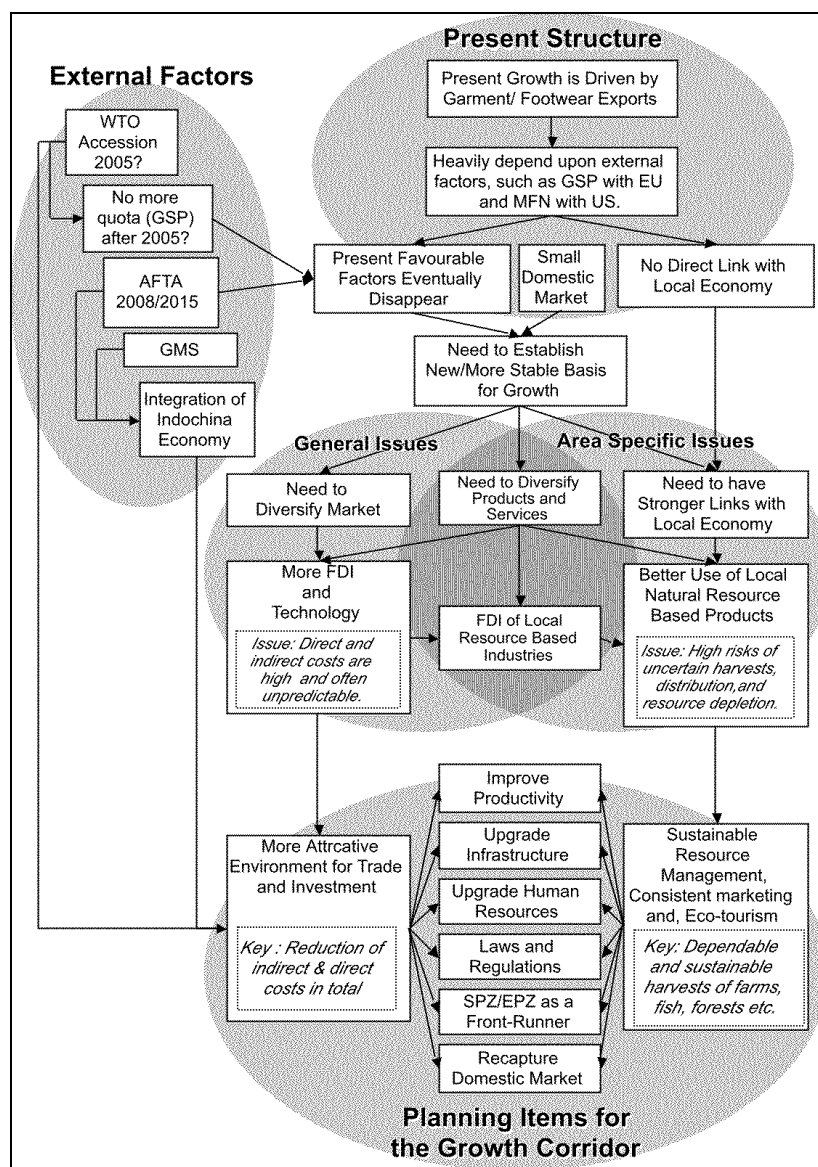 Present Structure
External Factors
Present Growth is Driven by
Garment/ Footwear Exports
WTO
Accession
2005?
Heavily depend upon external
factors, such as GSP with EU
and MFN with US.
No more
quota (GSP)
after 2005?
Present Favourable
Factors Eventually
Disappear
Small
Domestic
Market
No Direct Link with
Local Economy
AFTA
2008/2015
GMS
Integration of
Indochina
Economy
Need to Establish
New/More Stable Basis
for Growth
General Issues
Area Specific Issues
Need to
Diversify Market
Need to Diversify
Products and
Services
Need to have
Stronger Links with
Local Economy
More FDI
and
Technology
Issue: Direct and
indirect costs are
high and often
unpredictable.
FDI of Local
Resource Based
Industries
Better Use of Local
Natural Resource
Based Products
Issue: High risks of
uncertain harvests,
distribution,and
resource depletion.
More Attrcative
Environment for Trade
and Investment
Key : Reduction of
indirect & direct
costs in total
Improve
Productivity
Upgrade
Infrastructure
Upgrade Human
Resources
Laws and
Regulations
SPZ/EPZ as a
Front-Runner
Recapture
Domestic Market
Sustainable
Resource
Management,
Consistent marketing
and, Eco-tourism
Key: Dependable
and sustainable
harvests of farms,
fish, forests etc.
Planning Items for
the Growth Corridor